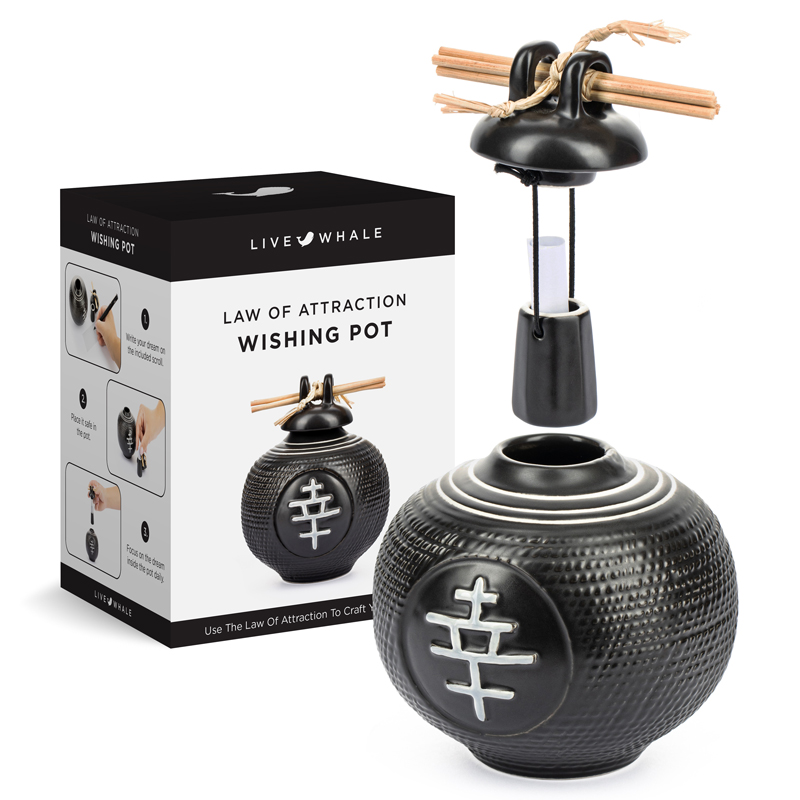 LIVE WHALE
LAW OF ATTRACTION
WISHING POT
幸
Use The Law Of Attraction To Craft
LAW OF ATTRACTION
WISHING POT
1
Write your dream on
the included scroll.
2
Place it safe in
the pot.
3
Focus on the dream
inside the pot daily.
LIVE WHALE
幸